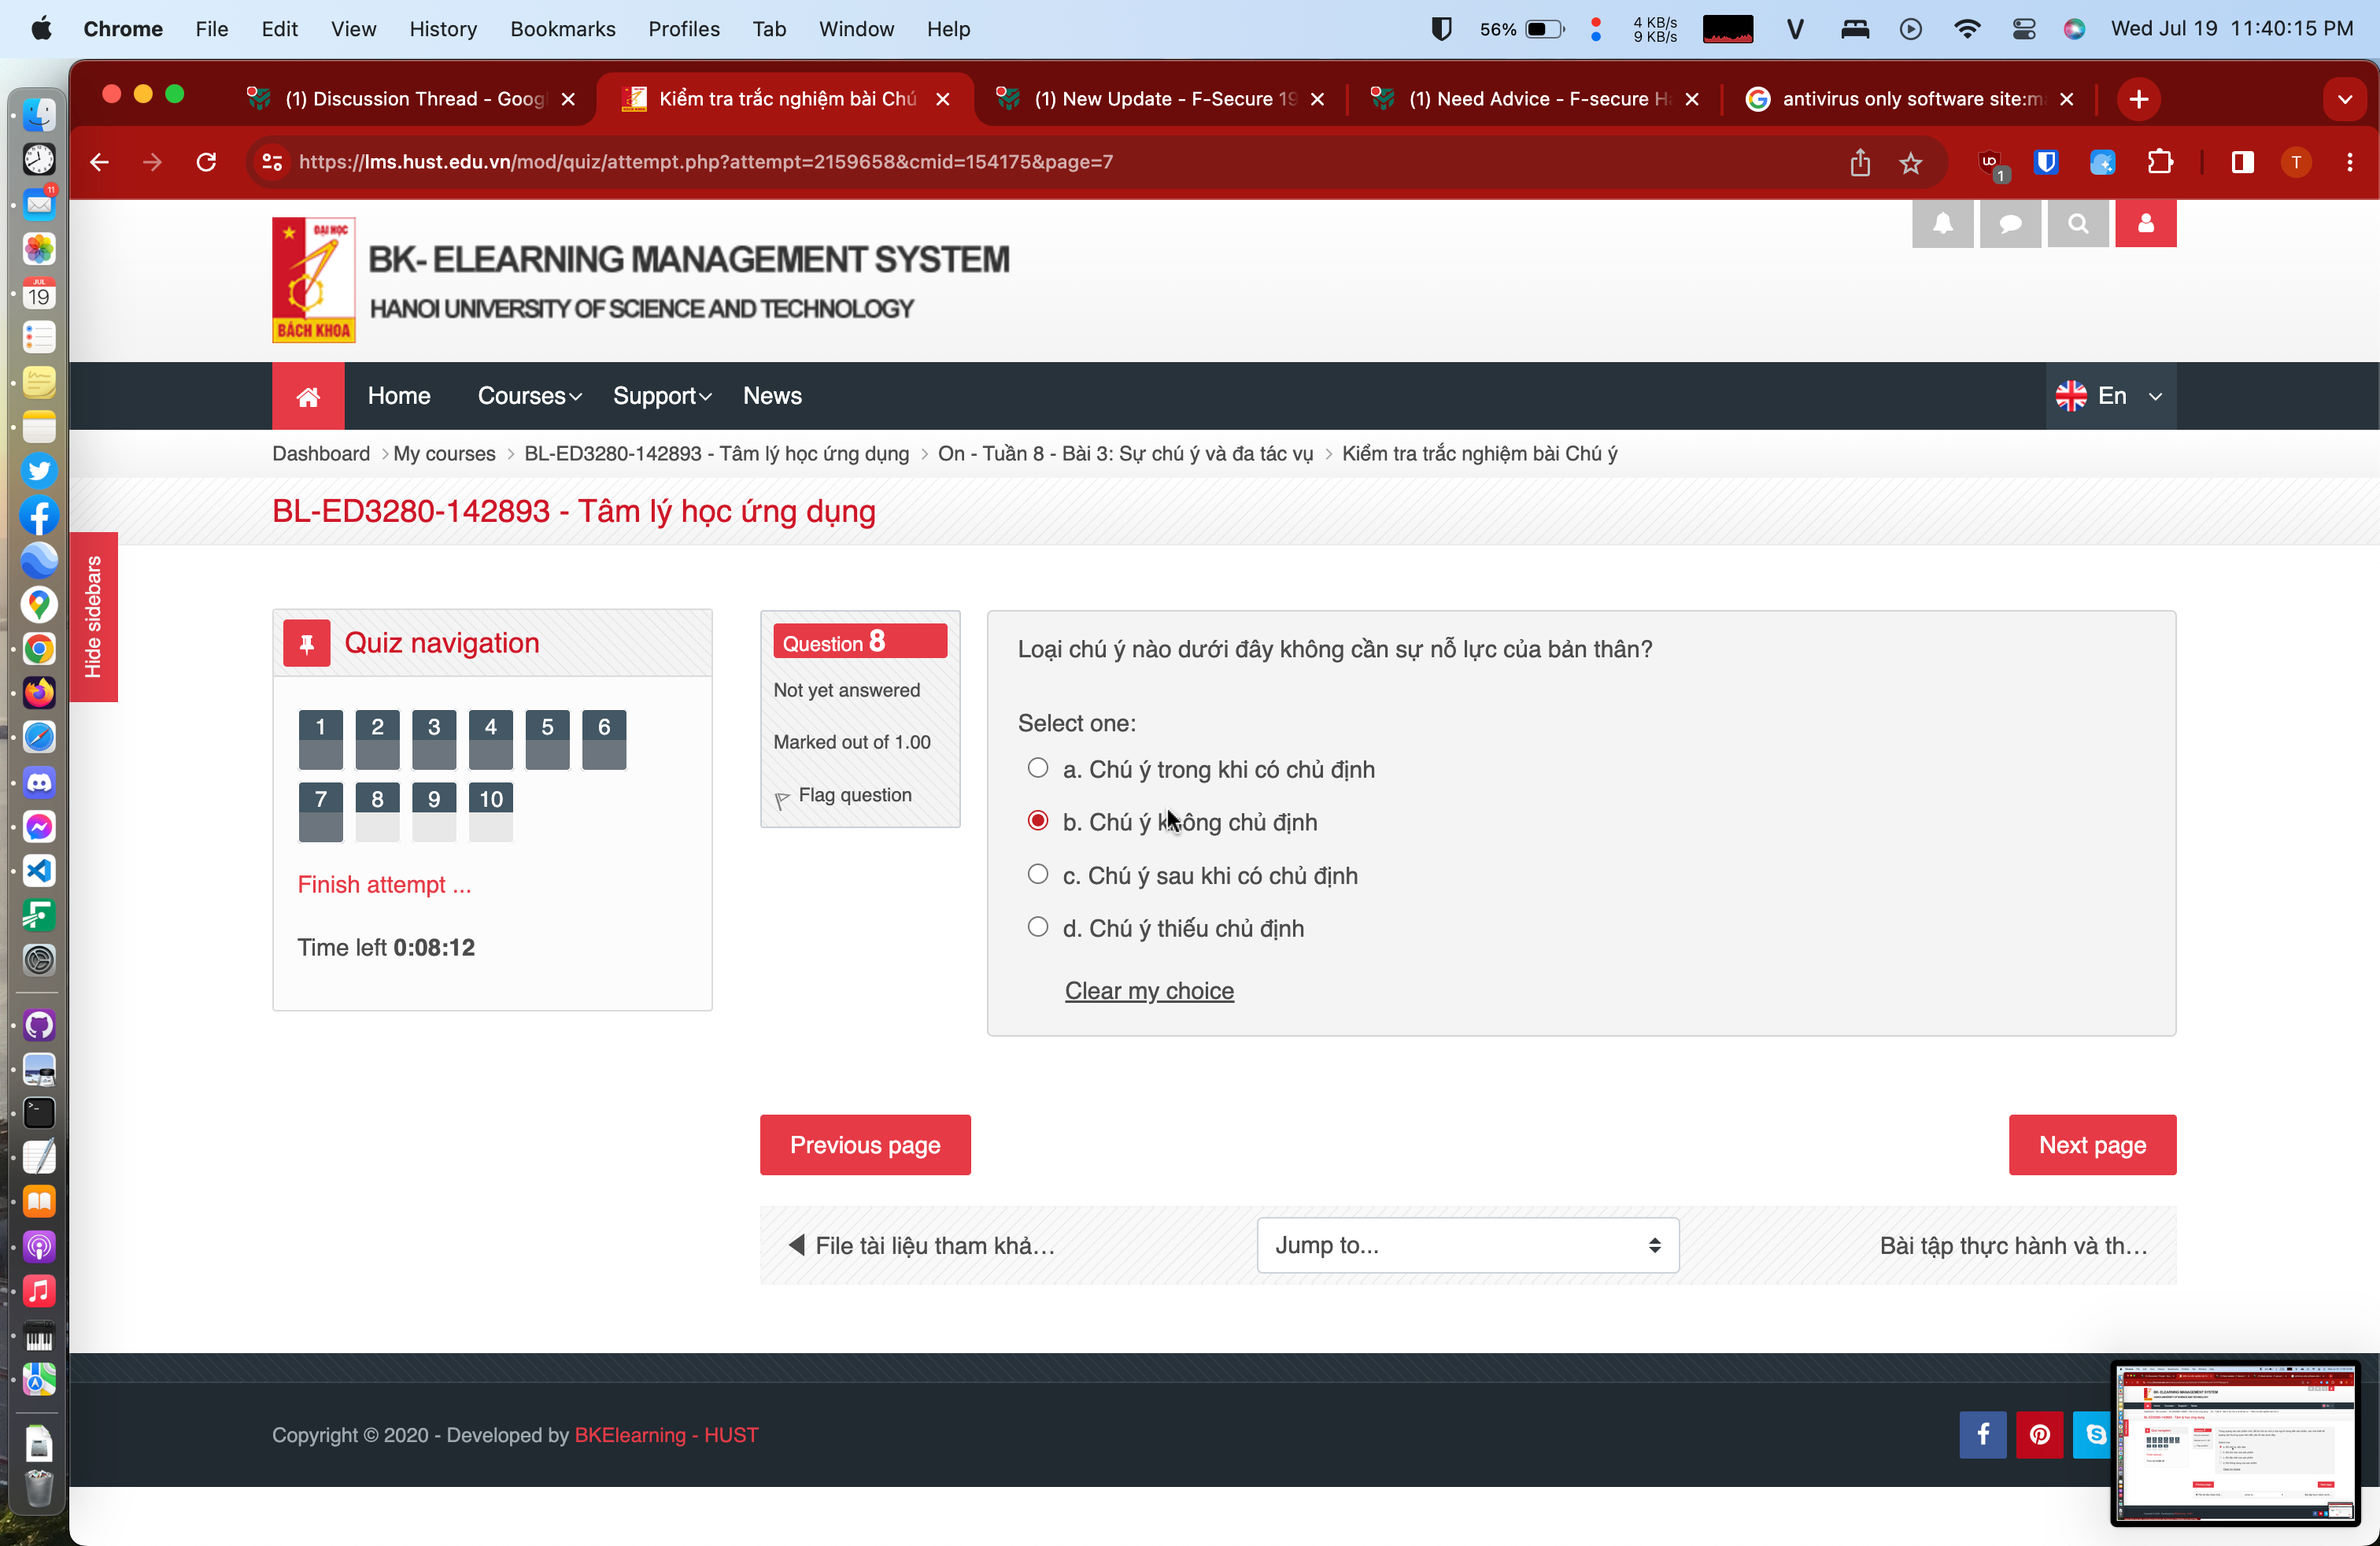 Chrome File Edit View History Bookmarks Profiles Tab Window Help 56% 4 KB/s 9 KB/s V Wed Jul 19 11:40:15 PM
(1) Discussion Thread - Goog
Kiểm tra trắc nghiệm bài Chú
(1) New Update - F-Secure 19
(1) Need Advice - F-secure Ha
antivirus only software site:m
https://lms.hust.edu.vn/mod/quiz/attempt.php?attempt=2159658&cmid=154175&page=7
1
T
11
JUL
19
ĐẠI HỌC
BÁCH KHOA
BK- ELEARNING MANAGEMENT SYSTEM
HANOI UNIVERSITY OF SCIENCE AND TECHNOLOGY
Home Courses Support News En
Dashboard > My courses > BL-ED3280-142893 - Tâm lý học ứng dụng > On - Tuần 8 - Bài 3: Sự chú ý và đa tác vụ > Kiểm tra trắc nghiệm bài Chú ý
BL-ED3280-142893 - Tâm lý học ứng dụng
Hide sidebars
Quiz navigation
1 2 3 4 5 6
7 8 9 10
Finish attempt ...
Time left 0:08:12
Question 8
Not yet answered
Marked out of 1.00
Flag question
Loại chú ý nào dưới đây không cần sự nỗ lực của bản thân?
Select one:
a. Chú ý trong khi có chủ định
b. Chú ý không chủ định
c. Chú ý sau khi có chủ định
d. Chú ý thiếu chủ định
Clear my choice
Previous page
Next page
◀ File tài liệu tham khả...
Jump to...
Bài tập thực hành và th...
Copyright © 2020 - Developed by BKElearning - HUST